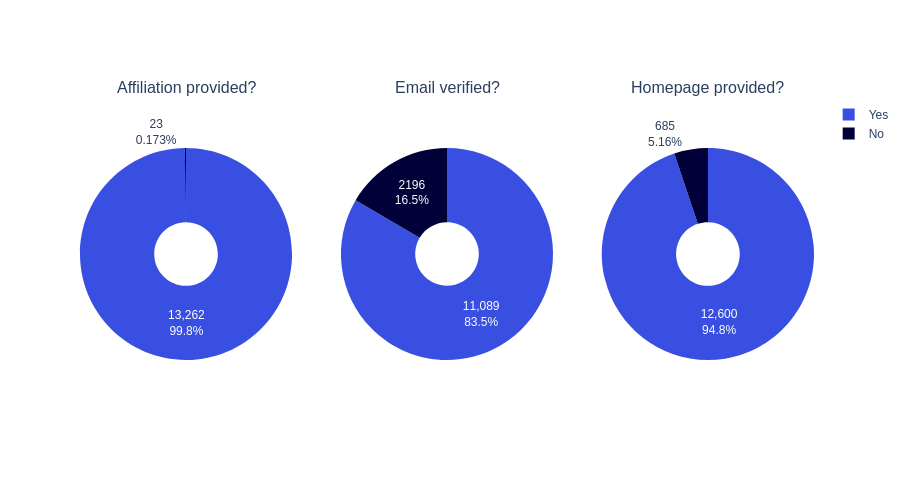 Affiliation provided?
23
0.173%
13,262
99.8%
Email verified?
2196
16.5%
11,089
83.5%
Homepage provided?
685
5.16%
12,600
94.8%
Yes
No